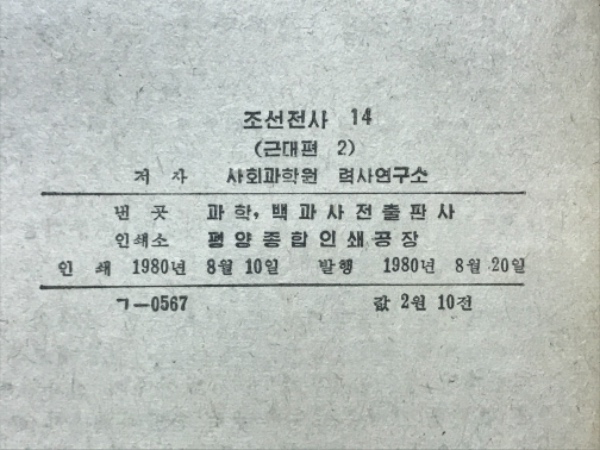 조선전사 14
(근대편 2)
저 자 사회과학원 력사연구소
낸 곳 과학, 백과사전출판사
인쇄소 평양종합인쇄공장
인 쇄 1980년 8월 10일 발행 1980년 8월 20일
ㄱ—0567 값 2원 10전